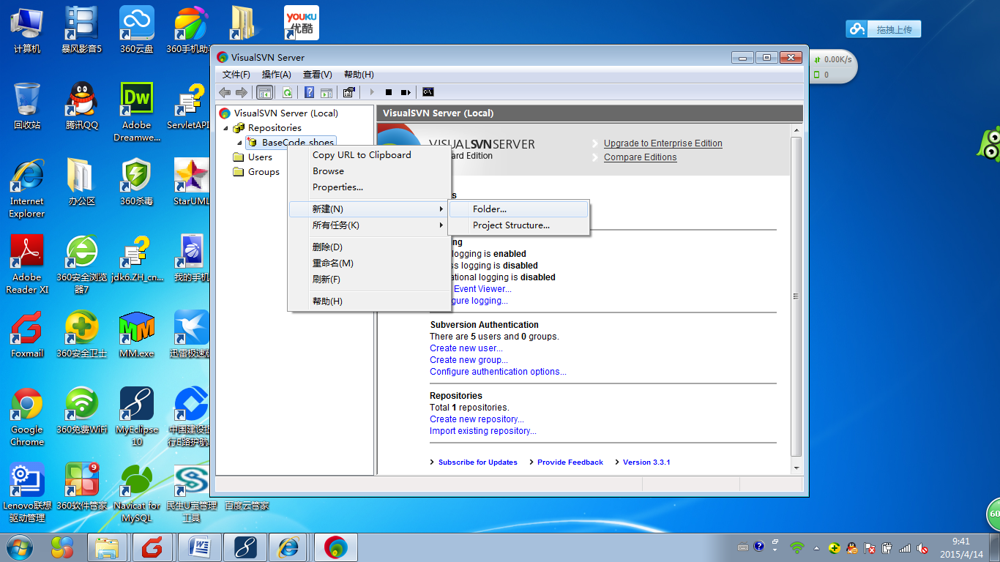 计算机
暴风影音5
360云盘
360手机助
YOUKU
优酷
拖拽上传
0.00K/s
0
回收站
腾讯QQ
Dw
Adobe
Dreamwe...
ServletAPI
Internet
Explorer
办公区
360杀毒
StarUML
Adobe
Reader XI
360安全浏览
器7
jdk6.ZH_cn...
我的手机
Foxmail
360安全卫士
MM.exe
迅雷极速版
Google
Chrome
360免费WiFi
MyEclipse
10
中国建设银
行E路护航
9
Lenovo联想
驱动管理
360软件管家
Navicat for
MySQL
民生U宝管理
工具
百度云管家
VisualSVN Server
文件(F) 操作(A) 查看(V) 帮助(H)
VisualSVN Server (Local)
Repositories
BaseCode_shoes
Users
Groups
Copy URL to Clipboard
Browse
Properties...
新建(N)
所有任务(K)
删除(D)
重命名(M)
刷新(F)
帮助(H)
Folder...
Project Structure...
VisualSVN Server (Local)
VISUALSVNSERVER
ard Edition
Upgrade to Enterprise Edition
Compare Editions
s
ng
logging is enabled
ss logging is disabled
ational logging is disabled
Event Viewer...
gure logging...
Subversion Authentication
There are 5 users and 0 groups.
Create new user...
Create new group...
Configure authentication options...
Repositories
Total 1 repositories.
Create new repository...
Import existing repository...
Subscribe for Updates
Provide Feedback
Version 3.3.1
60
9:41
2015/4/14